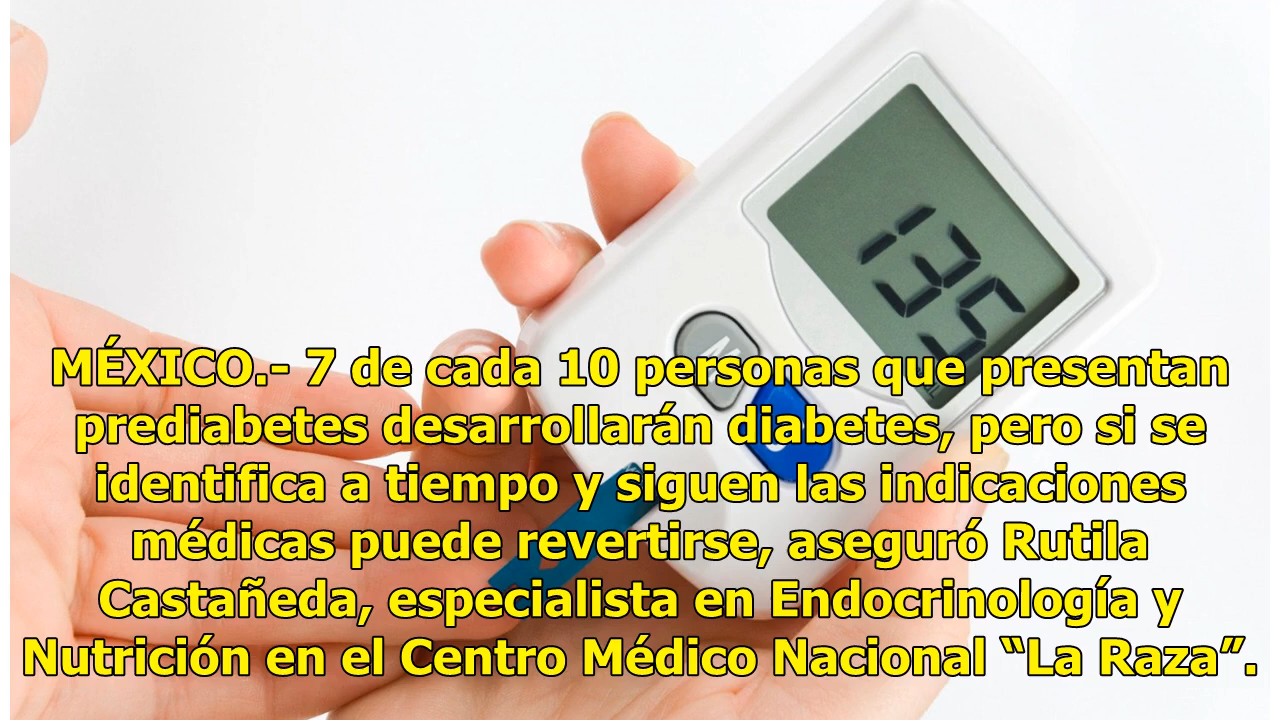 135
M
MÉXICO.- 7 de cada 10 personas que presentan
prediabetes desarrollarán diabetes, pero si se
identifica a tiempo y siguen las indicaciones
médicas puede revertirse, aseguró Rutila
Castañeda, especialista en Endocrinología y
Nutrición en el Centro Médico Nacional “La Raza”.